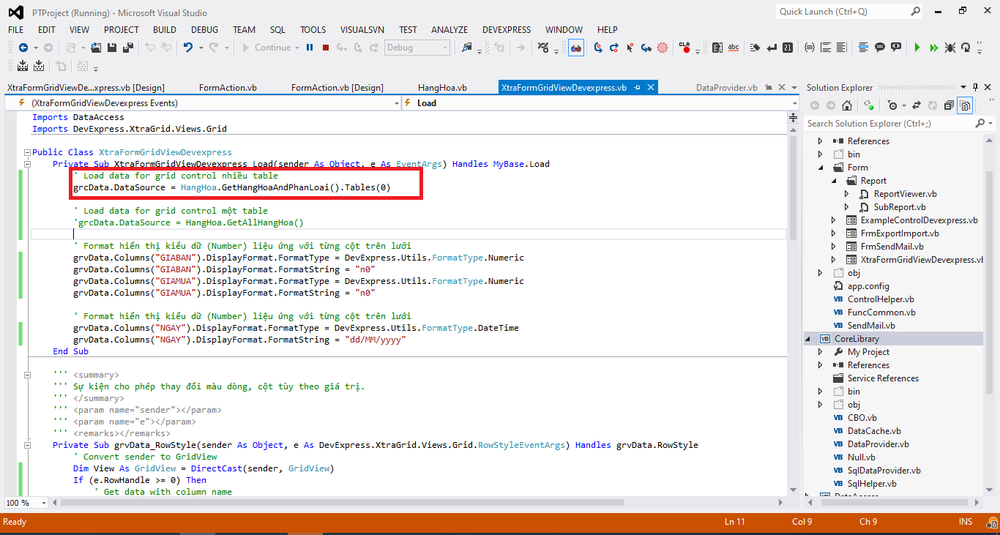 PTProject (Running) - Microsoft Visual Studio
Quick Launch (Ctrl+Q)
FILE EDIT VIEW PROJECT BUILD DEBUG TEAM SQL TOOLS VISUALSVN TEST ANALYZE DEVEXPRESS WINDOW HELP
Continue Debug CLR abc 21
XtraFormGridViewDe...xpress.vb [Design] FormAction.vb FormAction.vb [Design] HangHoa.vb XtraFormGridViewDevexpress.vb DataProvider.vb
(XtraFormGridViewDevexpress Events) Load
Imports DataAccess
Imports DevExpress.XtraGrid.Views.Grid
Public Class XtraFormGridViewDevexpress
Private Sub XtraFormGridViewDevexpress_Load(sender As Object, e As EventArgs) Handles MyBase.Load
' Load data for grid control nhiều table
grcData.DataSource = HangHoa.GetHangHoaAndPhanLoai().Tables(0)
' Load data for grid control một table
'grcData.DataSource = HangHoa.GetAllHangHoa()
' Format hiển thị kiểu dữ (Number) liệu ứng với từng cột trên lưới
grvData.Columns("GIABAN").DisplayFormat.FormatType = DevExpress.Utils.FormatType.Numeric
grvData.Columns("GIABAN").DisplayFormat.FormatString = "n0"
grvData.Columns("GIAMUA").DisplayFormat.FormatType = DevExpress.Utils.FormatType.Numeric
grvData.Columns("GIAMUA").DisplayFormat.FormatString = "n0"
' Format hiển thị kiểu dữ (Number) liệu ứng với từng cột trên lưới
grvData.Columns("NGAY").DisplayFormat.FormatType = DevExpress.Utils.FormatType.DateTime
grvData.Columns("NGAY").DisplayFormat.FormatString = "dd/MM/yyyy"
End Sub
''' <summary>
''' Sự kiện cho phép thay đổi màu dòng, cột tùy theo giá trị.
''' </summary>
''' <param name="sender"></param>
''' <param name="e"></param>
''' <remarks></remarks>
Private Sub grvData_RowStyle(sender As Object, e As DevExpress.XtraGrid.Views.Grid.RowStyleEventArgs) Handles grvData.RowStyle
' Convert sender to GridView
Dim View As GridView = DirectCast(sender, GridView)
If (e.RowHandle >= 0) Then
' Get data with column name
100 %
Solution Explorer
Search Solution Explorer (Ctrl+;)
References
bin
Form
Report
ReportViewer.vb
SubReport.vb
ExampleControlDevexpress.vb
FrmExportImport.vb
FrmSendMail.vb
XtraFormGridViewDevexpress.vb
obj
app.config
VB ControlHelper.vb
VB FuncCommon.vb
VB SendMail.vb
VB CoreLibrary
My Project
References
Service References
bin
obj
VB CBO.vb
VB DataCache.vb
VB DataProvider.vb
VB Null.vb
VB SqlDataProvider.vb
VB SqlHelper.vb
DataAccess
Ready Ln 11 Col 9 Ch 9 INS